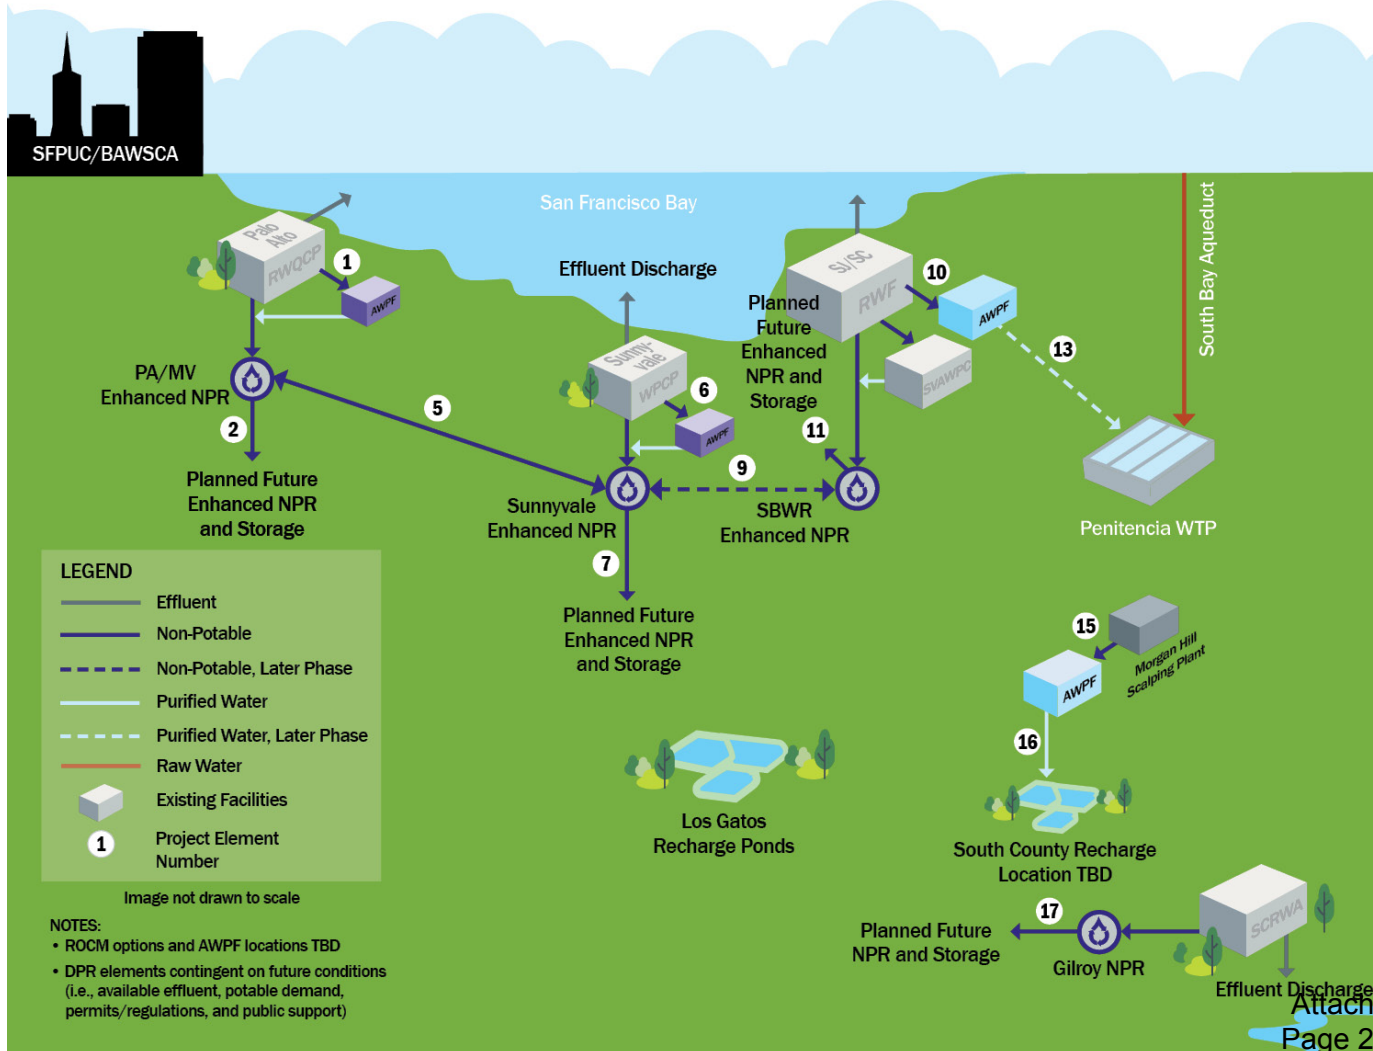 SFPUC/BAWSCA
San Francisco Bay
South Bay Aqueduct
Palo
Alto
RWQCP
1
AWPF
Effluent Discharge
SJ/SC
RWF
10
AWPF
Planned
Future
Enhanced
NPR and
Storage
13
SVAWPC
Sunny-
vale
WPCP
6
AWPF
PA/MV
Enhanced NPR
2
5
11
9
Planned Future
Enhanced NPR
and Storage
Sunnyvale
Enhanced NPR
SBWR
Enhanced NPR
Penitencia WTP
7
Planned Future
Enhanced NPR
and Storage
LEGEND
Effluent
Non-Potable
Non-Potable, Later Phase
Purified Water
Purified Water, Later Phase
Raw Water
Existing Facilities
1
Project Element
Number
Image not drawn to scale
NOTES:
• ROCM options and AWPF locations TBD
• DPR elements contingent on future conditions
(i.e., available effluent, potable demand,
permits/regulations, and public support)
15
Morgan Hill
Scalping Plant
AWPF
16
Los Gatos
Recharge Ponds
South County Recharge
Location TBD
SCRWA
17
Planned Future
NPR and Storage
Gilroy NPR
Effluent Discharge
Attach
Page 2